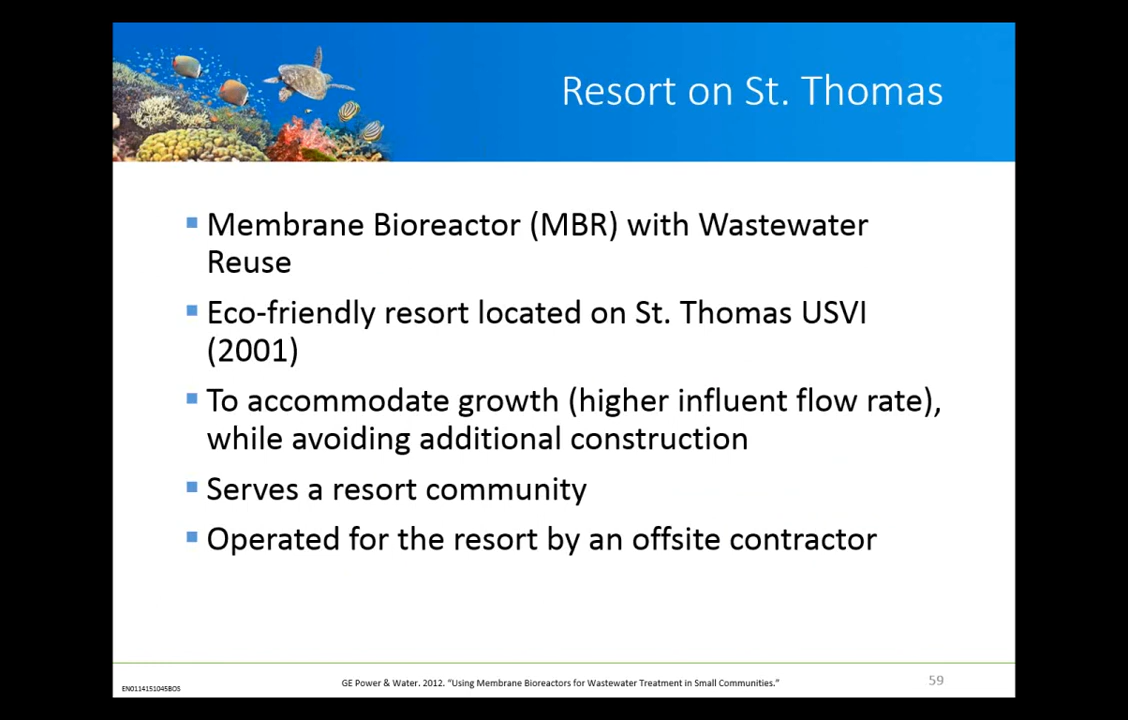 Resort on St. Thomas
▪ Membrane Bioreactor (MBR) with Wastewater
Reuse
▪ Eco-friendly resort located on St. Thomas USVI
(2001)
▪ To accommodate growth (higher influent flow rate),
while avoiding additional construction
▪ Serves a resort community
▪ Operated for the resort by an offsite contractor
EN0114151045BOS
GE Power & Water. 2012. “Using Membrane Bioreactors for Wastewater Treatment in Small Communities.”
59